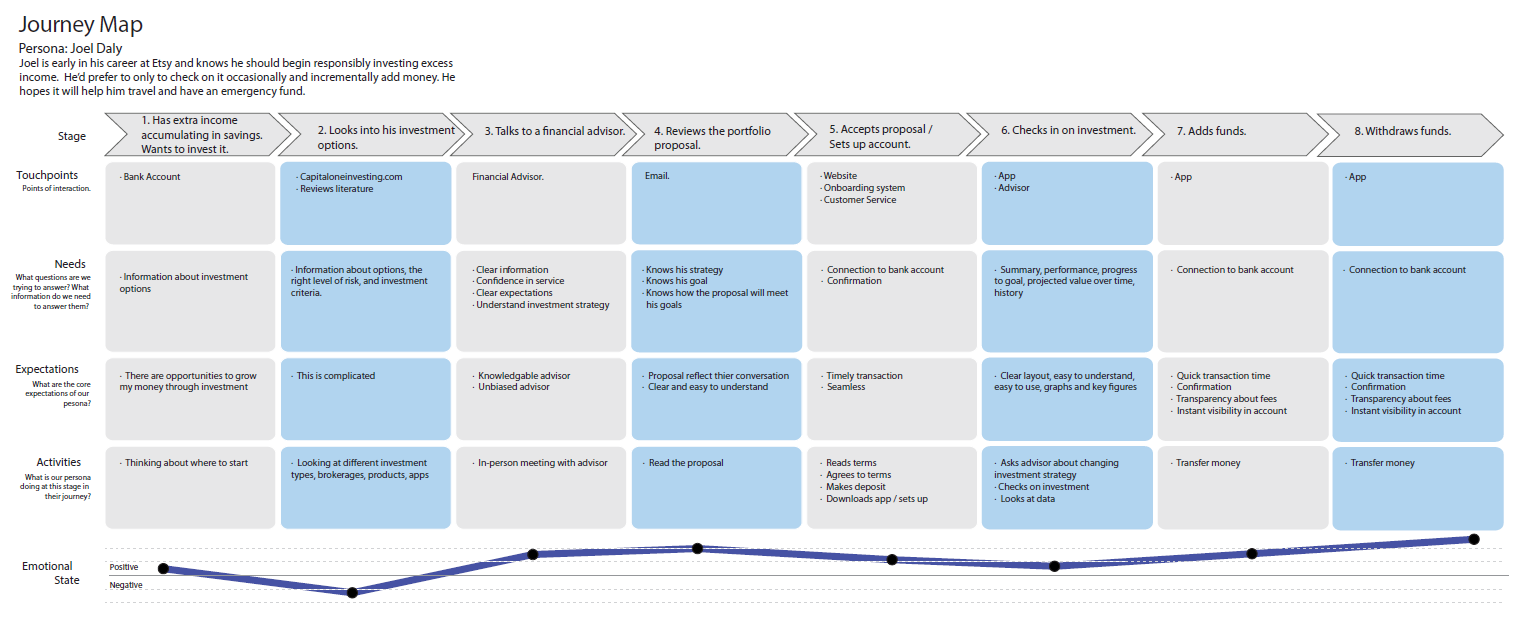 Journey Map
Persona: Joel Daly
Joel is early in his career at Etsy and knows he should begin responsibly investing excess
income.  He'd prefer to only to check on it occasionally and incrementally add money. He
hopes it will help him travel and have an emergency fund.
Stage
1. Has extra income
accumulating in savings.
Wants to invest it.
2. Looks into his investment
options.
3. Talks to a financial advisor.
4. Reviews the portfolio
proposal.
5. Accepts proposal /
Sets up account.
6. Checks in on investment.
7. Adds funds.
8. Withdraws funds.
Touchpoints
Points of interaction.
· Bank Account
· Capitaloneinvesting.com
· Reviews literature
Financial Advisor.
Email.
· Website
· Onboarding system
· Customer Service
· App
· Advisor
· App
· App
Needs
What questions are we
trying to answer? What
information do we need
to answer them?
· Information about investment
options
· Information about options, the
right level of risk, and investment
criteria.
· Clear information
· Confidence in service
· Clear expectations
· Understand investment strategy
· Knows his strategy
· Knows his goal
· Knows how the proposal will meet
his goals
· Connection to bank account
· Confirmation
· Summary, performance, progress
to goal, projected value over time,
history
· Connection to bank account
· Connection to bank account
Expectations
What are the core
expectations of our
pesona?
· There are opportunities to grow
my money through investment
· This is complicated
· Knowledgable advisor
· Unbiased advisor
· Proposal reflect thier conversation
· Clear and easy to understand
· Timely transaction
· Seamless
· Clear layout, easy to understand,
easy to use, graphs and key figures
· Quick transaction time
· Confirmation
· Transparency about fees
· Instant visibility in account
· Quick transaction time
· Confirmation
· Transparency about fees
· Instant visibility in account
Activities
What is our persona
doing at this stage in
their journey?
· Thinking about where to start
· Looking at different investment
types, brokerages, products, apps
· In-person meeting with advisor
· Read the proposal
· Reads terms
· Agrees to terms
· Makes deposit
· Downloads app / sets up
· Asks advisor about changing
investment strategy
· Checks on investment
· Looks at data
· Transfer money
· Transfer money
Emotional
State
Positive
Negative